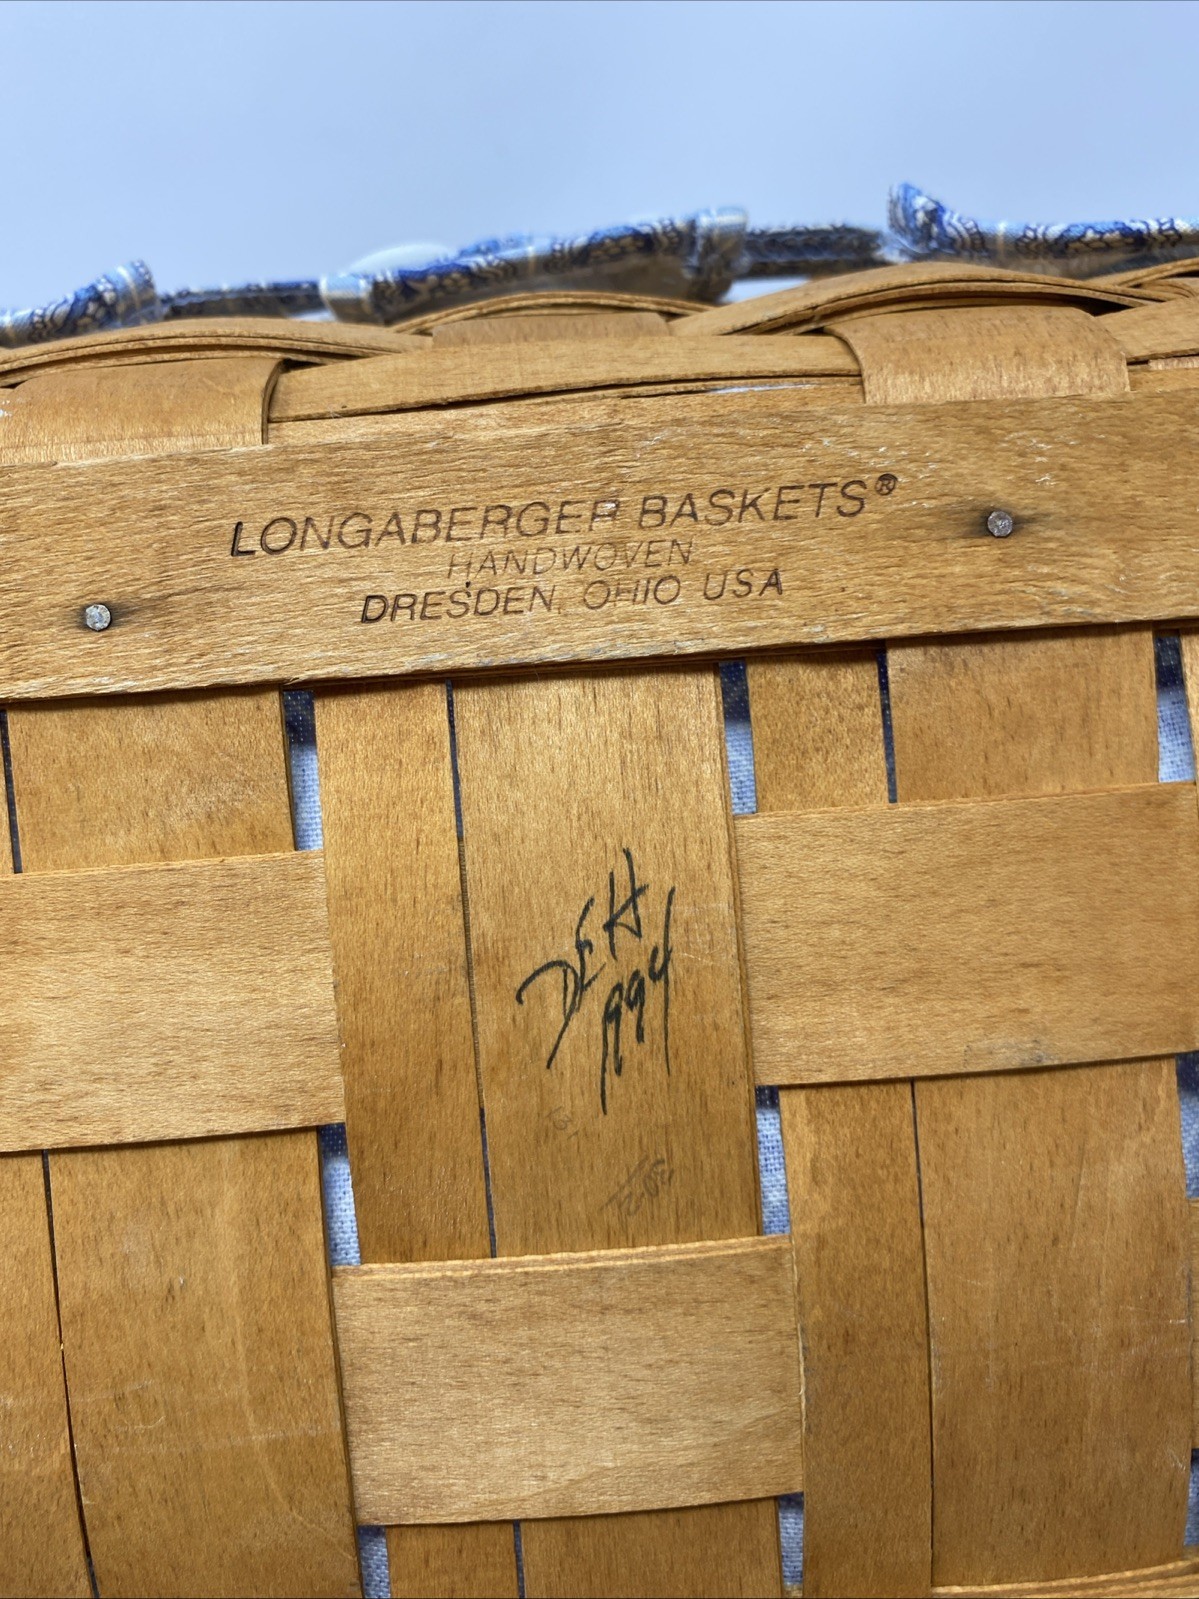 LONGABERGER BASKETS®
HANDWOVEN
DRESDEN, OHIO USA
DEH
1994